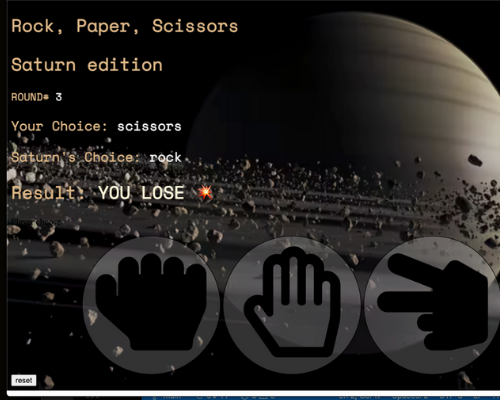 Rock, Paper, Scissors
Saturn edition
ROUND# 3
Your Choice: scissors
Saturn's Choice: rock
Result: YOU LOSE 💥
reset